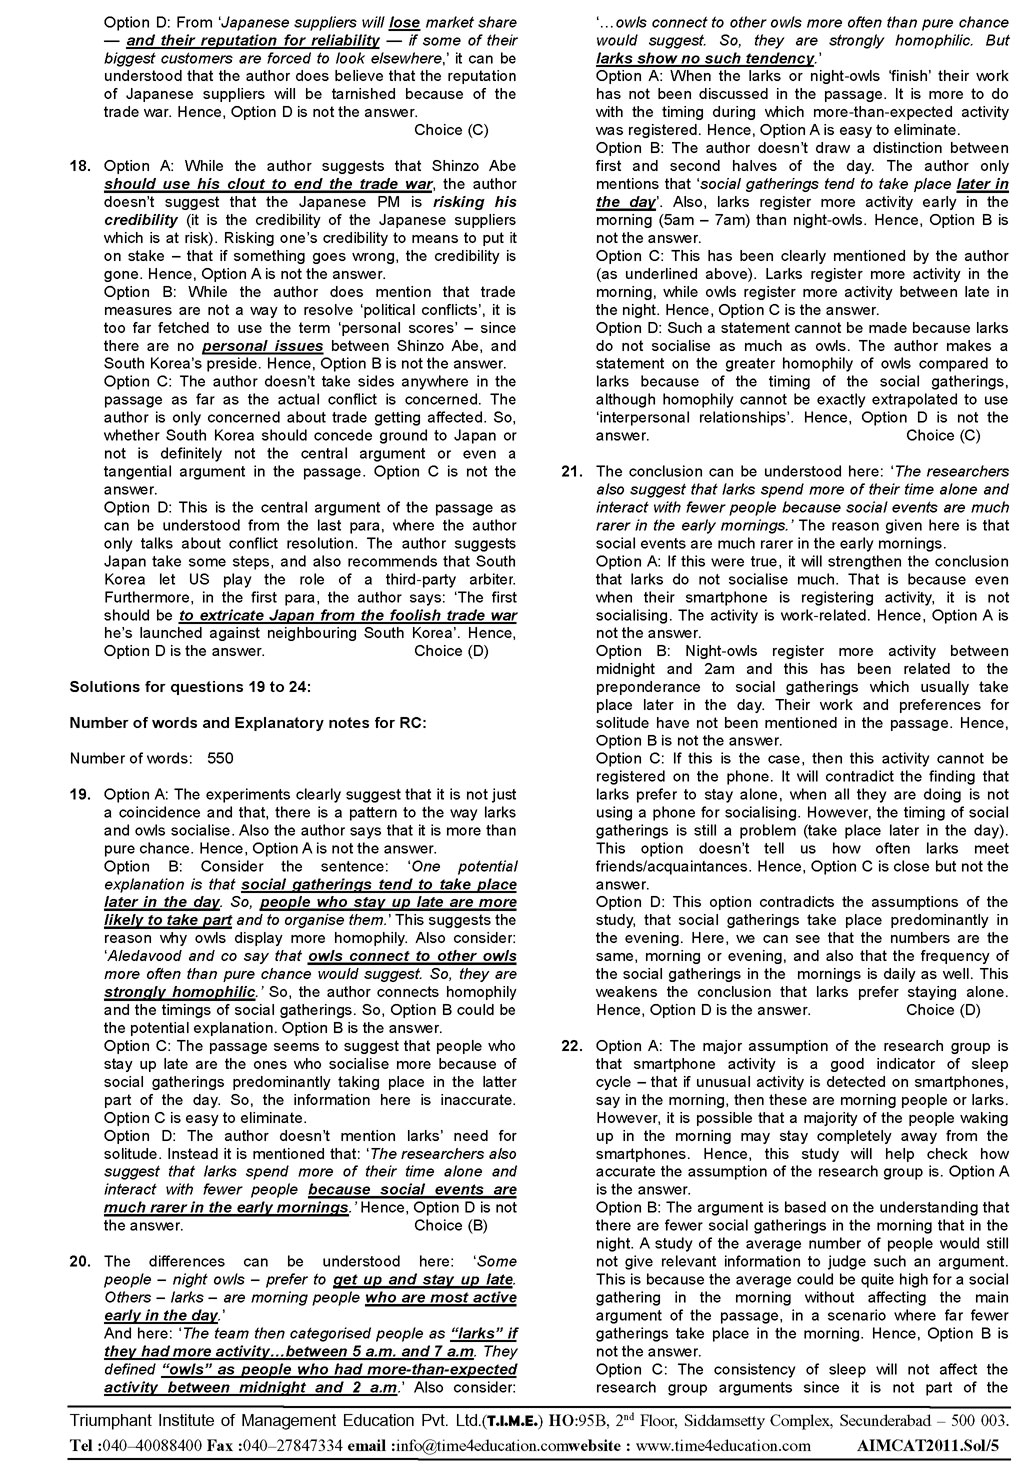 Option D: From ‘Japanese suppliers will lose market share
— and their reputation for reliability — if some of their
biggest customers are forced to look elsewhere,’ it can be
understood that the author does believe that the reputation
of Japanese suppliers will be tarnished because of the
trade war. Hence, Option D is not the answer.
Choice (C)
18. Option A: While the author suggests that Shinzo Abe
should use his clout to end the trade war, the author
doesn’t suggest that the Japanese PM is risking his
credibility (it is the credibility of the Japanese suppliers
which is at risk). Risking one’s credibility to means to put it
on stake – that if something goes wrong, the credibility is
gone. Hence, Option A is not the answer.
Option B: While the author does mention that trade
measures are not a way to resolve ‘political conflicts’, it is
too far fetched to use the term ‘personal scores’ – since
there are no personal issues between Shinzo Abe, and
South Korea’s preside. Hence, Option B is not the answer.
Option C: The author doesn’t take sides anywhere in the
passage as far as the actual conflict is concerned. The
author is only concerned about trade getting affected. So,
whether South Korea should concede ground to Japan or
not is definitely not the central argument or even a
tangential argument in the passage. Option C is not the
answer.
Option D: This is the central argument of the passage as
can be understood from the last para, where the author
only talks about conflict resolution. The author suggests
Japan take some steps, and also recommends that South
Korea let US play the role of a third-party arbiter.
Furthermore, in the first para, the author says: ‘The first
should be to extricate Japan from the foolish trade war
he’s launched against neighbouring South Korea’. Hence,
Option D is the answer. Choice (D)
Solutions for questions 19 to 24:
Number of words and Explanatory notes for RC:
Number of words: 550
19. Option A: The experiments clearly suggest that it is not just
a coincidence and that, there is a pattern to the way larks
and owls socialise. Also the author says that it is more than
pure chance. Hence, Option A is not the answer.
Option B: Consider the sentence: ‘One potential
explanation is that social gatherings tend to take place
later in the day. So, people who stay up late are more
likely to take part and to organise them.’ This suggests the
reason why owls display more homophily. Also consider:
‘Aledavood and co say that owls connect to other owls
more often than pure chance would suggest. So, they are
strongly homophilic.’ So, the author connects homophily
and the timings of social gatherings. So, Option B could be
the potential explanation. Option B is the answer.
Option C: The passage seems to suggest that people who
stay up late are the ones who socialise more because of
social gatherings predominantly taking place in the latter
part of the day. So, the information here is inaccurate.
Option C is easy to eliminate.
Option D: The author doesn’t mention larks’ need for
solitude. Instead it is mentioned that: ‘The researchers also
suggest that larks spend more of their time alone and
interact with fewer people because social events are
much rarer in the early mornings.’ Hence, Option D is not
the answer. Choice (B)
20. The differences can be understood here: ‘Some
people – night owls – prefer to get up and stay up late.
Others – larks – are morning people who are most active
early in the day.’
And here: ‘The team then categorised people as “larks” if
they had more activity…between 5 a.m. and 7 a.m. They
defined “owls” as people who had more-than-expected
activity between midnight and 2 a.m.’ Also consider:
‘…owls connect to other owls more often than pure chance
would suggest. So, they are strongly homophilic. But
larks show no such tendency.’
Option A: When the larks or night-owls ‘finish’ their work
has not been discussed in the passage. It is more to do
with the timing during which more-than-expected activity
was registered. Hence, Option A is easy to eliminate.
Option B: The author doesn’t draw a distinction between
first and second halves of the day. The author only
mentions that ‘social gatherings tend to take place later in
the day’. Also, larks register more activity early in the
morning (5am – 7am) than night-owls. Hence, Option B is
not the answer.
Option C: This has been clearly mentioned by the author
(as underlined above). Larks register more activity in the
morning, while owls register more activity between late in
the night. Hence, Option C is the answer.
Option D: Such a statement cannot be made because larks
do not socialise as much as owls. The author makes a
statement on the greater homophily of owls compared to
larks because of the timing of the social gatherings,
although homophily cannot be exactly extrapolated to use
‘interpersonal relationships’. Hence, Option D is not the
answer. Choice (C)
21. The conclusion can be understood here: ‘The researchers
also suggest that larks spend more of their time alone and
interact with fewer people because social events are much
rarer in the early mornings.’ The reason given here is that
social events are much rarer in the early mornings.
Option A: If this were true, it will strengthen the conclusion
that larks do not socialise much. That is because even
when their smartphone is registering activity, it is not
socialising. The activity is work-related. Hence, Option A is
not the answer.
Option B: Night-owls register more activity between
midnight and 2am and this has been related to the
preponderance to social gatherings which usually take
place later in the day. Their work and preferences for
solitude have not been mentioned in the passage. Hence,
Option B is not the answer.
Option C: If this is the case, then this activity cannot be
registered on the phone. It will contradict the finding that
larks prefer to stay alone, when all they are doing is not
using a phone for socialising. However, the timing of social
gatherings is still a problem (take place later in the day).
This option doesn’t tell us how often larks meet
friends/acquaintances. Hence, Option C is close but not the
answer.
Option D: This option contradicts the assumptions of the
study, that social gatherings take place predominantly in
the evening. Here, we can see that the numbers are the
same, morning or evening, and also that the frequency of
the social gatherings in the mornings is daily as well. This
weakens the conclusion that larks prefer staying alone.
Hence, Option D is the answer. Choice (D)
22. Option A: The major assumption of the research group is
that smartphone activity is a good indicator of sleep
cycle – that if unusual activity is detected on smartphones,
say in the morning, then these are morning people or larks.
However, it is possible that a majority of the people waking
up in the morning may stay completely away from the
smartphones. Hence, this study will help check how
accurate the assumption of the research group is. Option A
is the answer.
Option B: The argument is based on the understanding that
there are fewer social gatherings in the morning that in the
night. A study of the average number of people would still
not give relevant information to judge such an argument.
This is because the average could be quite high for a social
gathering in the morning without affecting the main
argument of the passage, in a scenario where far fewer
gatherings take place in the morning. Hence, Option B is
not the answer.
Option C: The consistency of sleep will not affect the
research group arguments since it is not part of the
Triumphant Institute of Management Education Pvt. Ltd.(T.I.M.E.) HO:95B, 2nd Floor, Siddamsetty Complex, Secunderabad – 500 003.
Tel :040–40088400 Fax :040–27847334 email :info@time4education.comwebsite : www.time4education.com AIMCAT2011.Sol/5